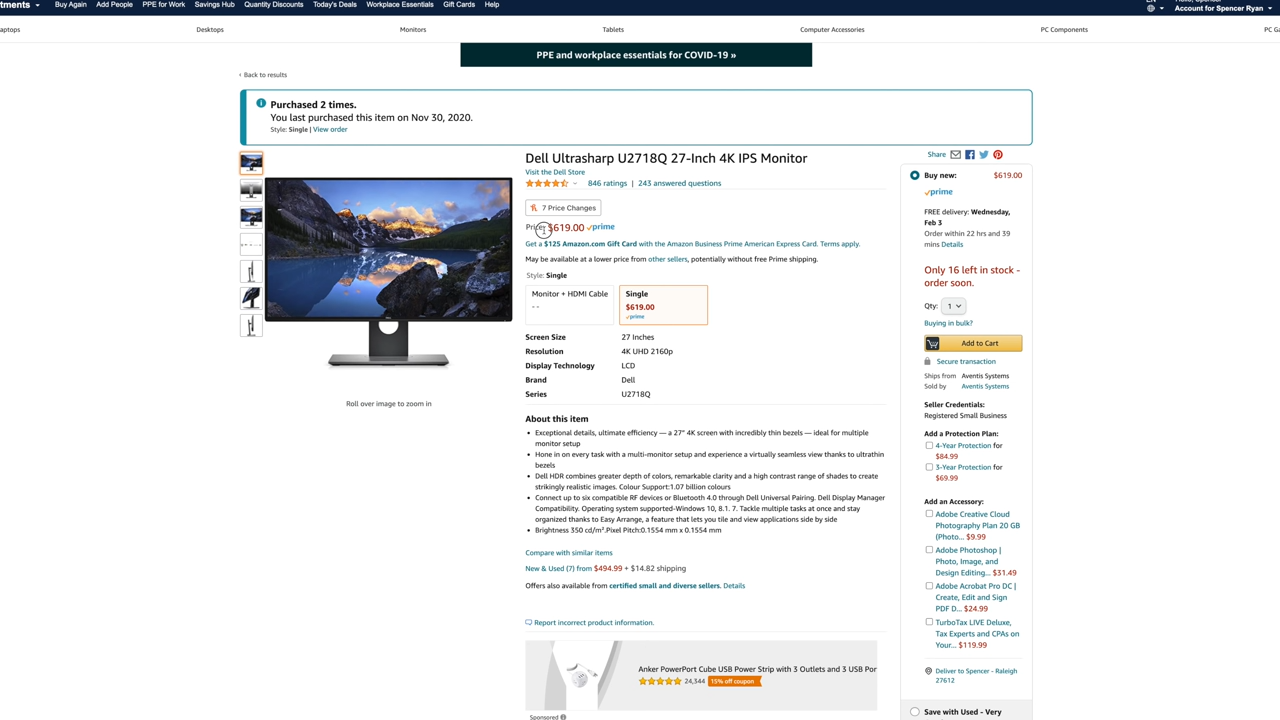 tments
Buy Again
Add People
PPE for Work
Savings Hub
Quantity Discounts
Today's Deals
Workplace Essentials
Gift Cards
Help
Account for Spencer Ryan
aptops
Desktops
Monitors
Tablets
Computer Accessories
PC Components
PC Ga
PPE and workplace essentials for COVID-19 »
‹ Back to results
Purchased 2 times.
You last purchased this item on Nov 30, 2020.
Style: Single | View order
Dell Ultrasharp U2718Q 27-Inch 4K IPS Monitor
Visit the Dell Store
846 ratings | 243 answered questions
7 Price Changes
Price: $619.00 prime
Get a $125 Amazon.com Gift Card with the Amazon Business Prime American Express Card. Terms apply.
May be available at a lower price from other sellers, potentially without free Prime shipping.
Style: Single
Monitor + HDMI Cable
--
Single
$619.00
prime
Screen Size 27 Inches
Resolution 4K UHD 2160p
Display Technology LCD
Brand Dell
Series U2718Q
About this item
• Exceptional details, ultimate efficiency — a 27" 4K screen with incredibly thin bezels — ideal for multiple
monitor setup
• Hone in on every task with a multi-monitor setup and experience a virtually seamless view thanks to ultrathin
bezels
• Dell HDR combines greater depth of colors, remarkable clarity and a high contrast range of shades to create
strikingly realistic images. Colour Support:1.07 billion colours
• Connect up to six compatible RF devices or Bluetooth 4.0 through Dell Universal Pairing. Dell Display Manager
Compatibility. Operating system supported-Windows 10, 8.1. 7. Tackle multiple tasks at once and stay
organized thanks to Easy Arrange, a feature that lets you tile and view applications side by side
• Brightness 350 cd/m².Pixel Pitch:0.1554 mm x 0.1554 mm
Compare with similar items
New & Used (7) from $494.99 + $14.82 shipping
Offers also available from certified small and diverse sellers. Details
Report incorrect product information.
Anker PowerPort Cube USB Power Strip with 3 Outlets and 3 USB Por
24,344 15% off coupon
Sponsored
Roll over image to zoom in
Share
Buy new: $619.00
prime
FREE delivery: Wednesday,
Feb 3
Order within 22 hrs and 39
mins Details
Only 16 left in stock -
order soon.
Qty: 1
Buying in bulk?
Add to Cart
Secure transaction
Ships from Aventis Systems
Sold by Aventis Systems
Seller Credentials:
Registered Small Business
Add a Protection Plan:
4-Year Protection for
$84.99
3-Year Protection for
$69.99
Add an Accessory:
Adobe Creative Cloud
Photography Plan 20 GB
(Photo... $9.99
Adobe Photoshop |
Photo, Image, and
Design Editing... $31.49
Adobe Acrobat Pro DC |
Create, Edit and Sign
PDF D... $24.99
TurboTax LIVE Deluxe,
Tax Experts and CPAs on
Your... $119.99
Deliver to Spencer - Raleigh
27612
Save with Used - Very